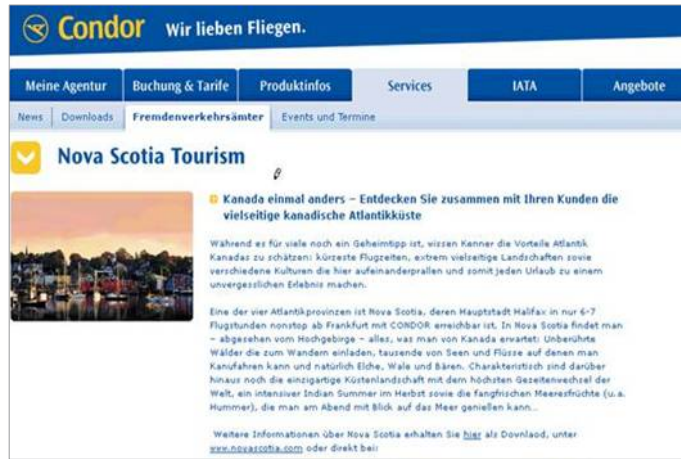 Condor Wir lieben Fliegen.
Meine Agentur Buchung & Tarife Produktinfos Services IATA Angebote
News Downloads Fremdenverkehrsämter Events und Termine
Nova Scotia Tourism
Kanada einmal anders – Entdecken Sie zusammen mit Ihren Kunden die
vielseitige kanadische Atlantikküste
Während es für viele noch ein Geheimtipp ist, wissen Kenner die Vorteile Atlantik
Kanadas zu schätzen: kürzeste Flugzeiten, extrem vielseitige Landschaften sowie
verschiedene Kulturen die hier aufeinanderprallen und somit jeden Urlaub zu einem
unvergesslichen Erlebnis machen.
Eine der vier Atlantikprovinzen ist Nova Scotia, deren Hauptstadt Halifax in nur 6-7
Flugstunden nonstop ab Frankfurt mit CONDOR erreichbar ist. In Nova Scotia findet man
– abgesehen vom Hochgebirge – alles, was man von Kanada erwartet: Unberührte
Wälder die zum Wandern einladen, tausende von Seen und Flüsse auf denen man
Kanufahren kann und natürlich Elche, Wale und Bären. Charakteristisch sind darüber
hinaus noch die einzigartige Küstenlandschaft mit dem höchsten Gezeitenwechsel der
Welt, ein intensiver Indian Summer im Herbst sowie die fangfrischen Meeresfrüchte (u.a.
Hummer), die man am Abend mit Blick auf das Meer genießen kann...
Weitere Informationen über Nova Scotia erhalten Sie hier als Downlaod, unter
www.novascotia.com oder direkt bei: